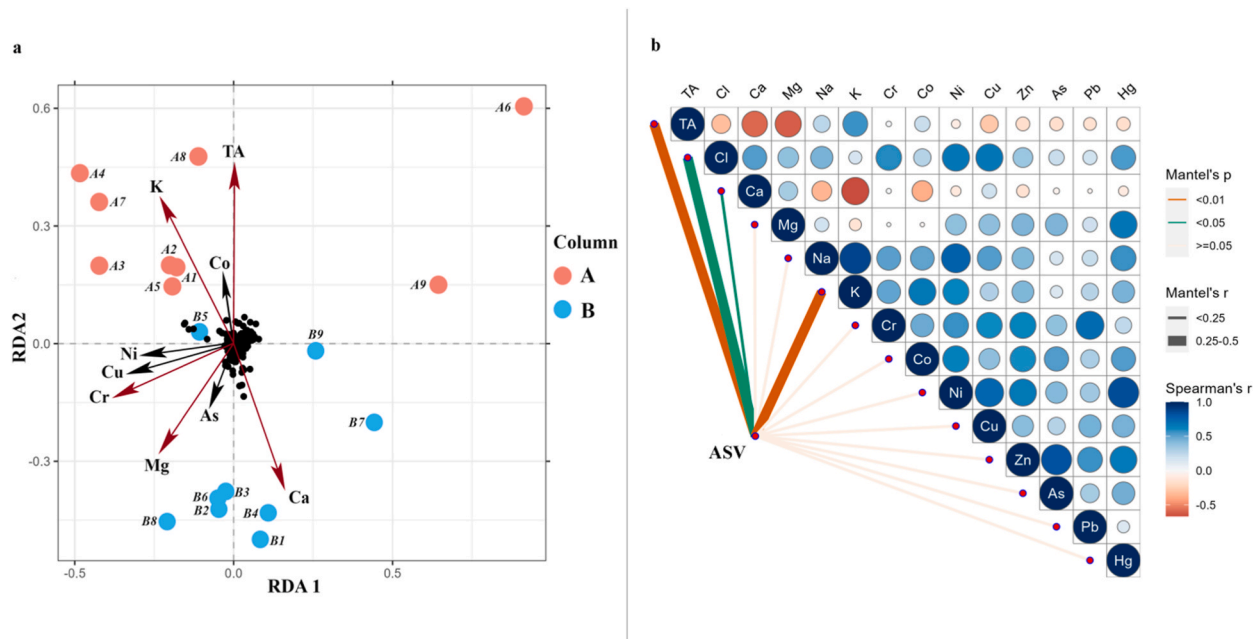 a
0.6
0.3
0.0
-0.3
-0.5
0.0
0.5
RDA2
RDA 1
A6
A8
A4
A7
A3
A2
A1
A5
A9
B5
B9
B7
B6
B3
B2
B8
B4
B1
TA
K
Co
Ni
Cu
Cr
As
Mg
Ca
Column
A
B
b
TA Cl Ca Mg Na K Cr Co Ni Cu Zn As Pb Hg
TA
Cl
Ca
Mg
Na
K
Cr
Co
Ni
Cu
Zn
As
Pb
Hg
ASV
Mantel's p
<0.01
<0.05
>=0.05
Mantel's r
<0.25
0.25-0.5
Spearman's r
1.0
0.5
0.0
-0.5